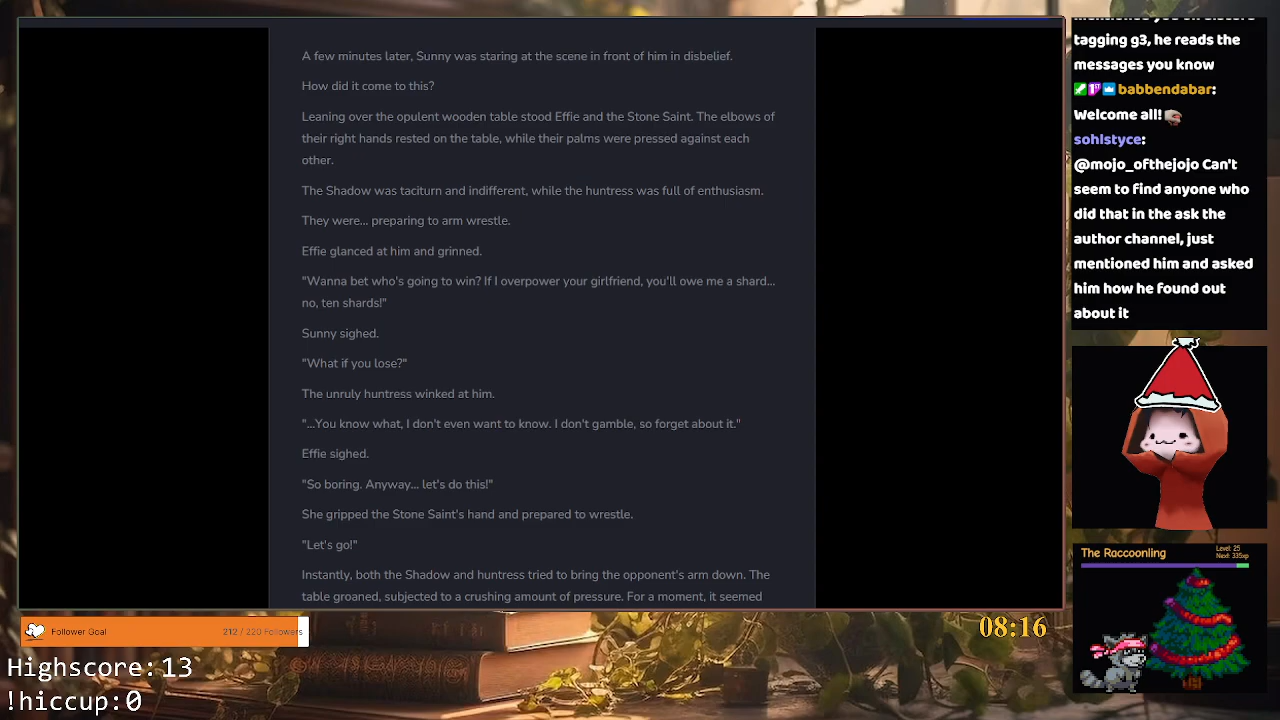 A few minutes later, Sunny was staring at the scene in front of him in disbelief.
How did it come to this?
Leaning over the opulent wooden table stood Effie and the Stone Saint. The elbows of
their right hands rested on the table, while their palms were pressed against each
other.
The Shadow was taciturn and indifferent, while the huntress was full of enthusiasm.
They were... preparing to arm wrestle.
Effie glanced at him and grinned.
"Wanna bet who's going to win? If I overpower your girlfriend, you'll owe me a shard...
no, ten shards!"
Sunny sighed.
"What if you lose?"
The unruly huntress winked at him.
"...You know what, I don't even want to know. I don't gamble, so forget about it."
Effie sighed.
"So boring. Anyway... let's do this!"
She gripped the Stone Saint's hand and prepared to wrestle.
"Let's go!"
Instantly, both the Shadow and huntress tried to bring the opponent's arm down. The
table groaned, subjected to a crushing amount of pressure. For a moment, it seemed
tagging g3, he reads the
messages you know
babbendabar:
Welcome all!
sohlstyce:
@mojo_ofthejojo Can't
seem to find anyone who
did that in the ask the
author channel, just
mentioned him and asked
him how he found out
about it
The Raccoonling
Level: 25
Next: 335xp
Follower Goal
212 / 220 Followers
08:16
Highscore:13
!hiccup:0